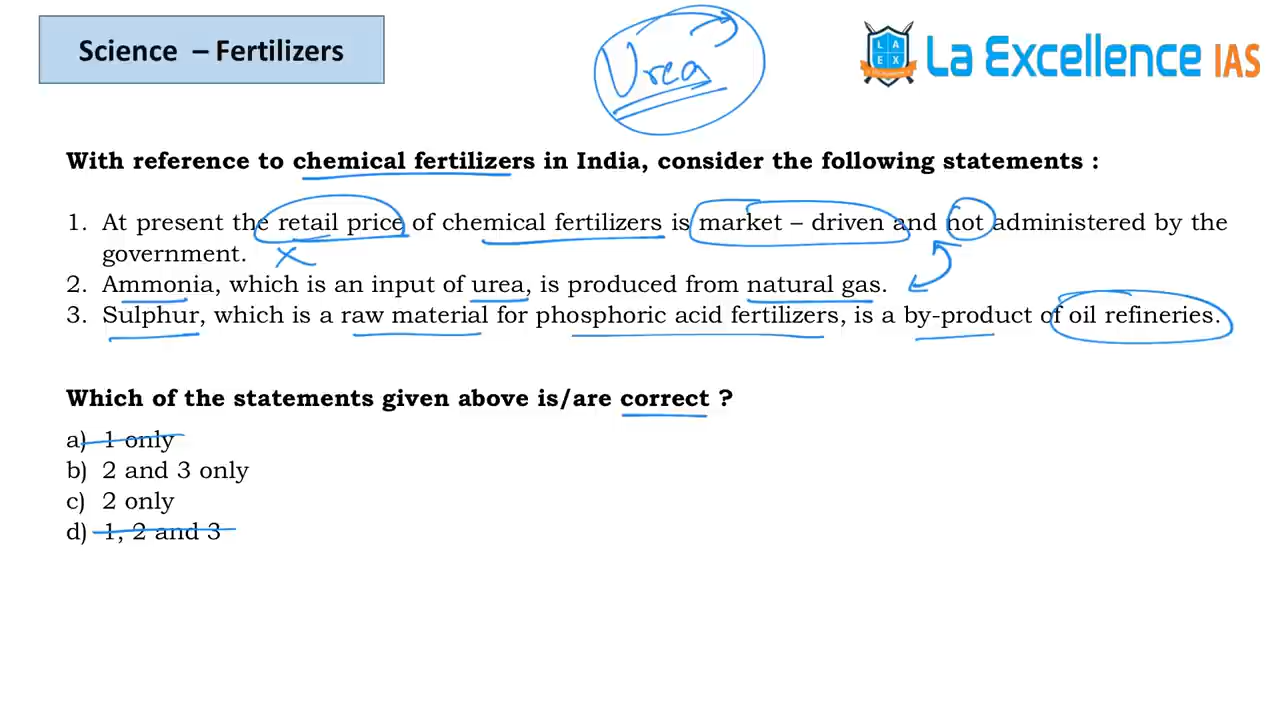 Science – Fertilizers
Urea
LA EX
La Excellence IAS
With reference to chemical fertilizers in India, consider the following statements :
1. At present the retail price of chemical fertilizers is market – driven and not administered by the
government.
2. Ammonia, which is an input of urea, is produced from natural gas.
3. Sulphur, which is a raw material for phosphoric acid fertilizers, is a by-product of oil refineries.
Which of the statements given above is/are correct ?
a) 1 only
b) 2 and 3 only
c) 2 only
d) 1, 2 and 3